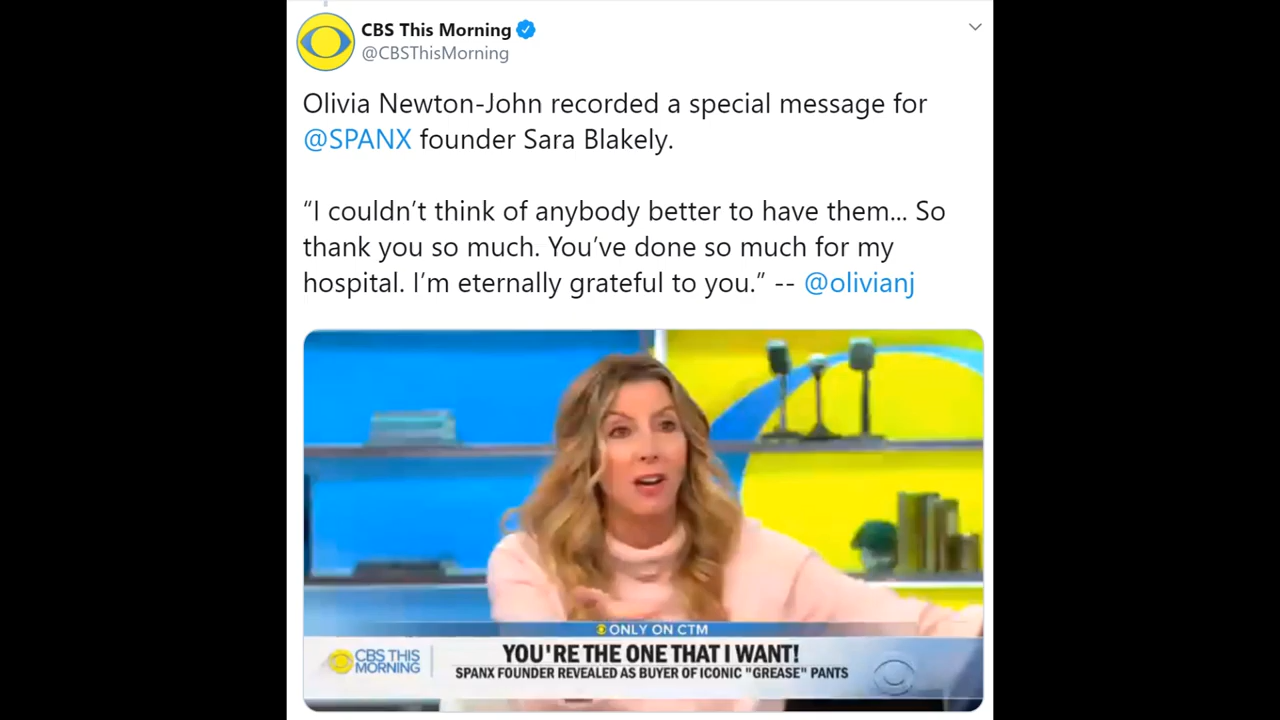 CBS This Morning
@CBSThisMorning
Olivia Newton-John recorded a special message for
@SPANX founder Sara Blakely.
“I couldn’t think of anybody better to have them... So
thank you so much. You’ve done so much for my
hospital. I’m eternally grateful to you.” -- @olivianj
ONLY ON CTM
CBS THIS
MORNING
YOU'RE THE ONE THAT I WANT!
SPANX FOUNDER REVEALED AS BUYER OF ICONIC "GREASE" PANTS